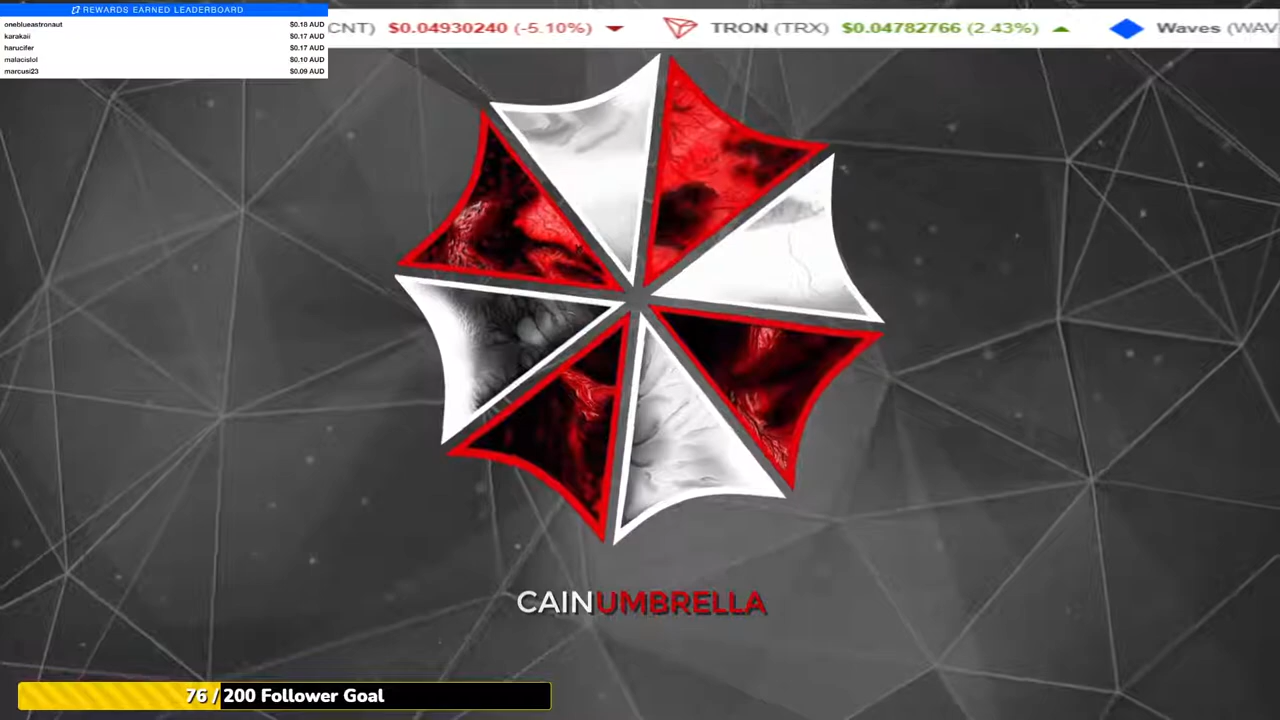 REWARDS EARNED LEADERBOARD
oneblueastronaut $0.18 AUD
karakaii $0.17 AUD
harucifer $0.17 AUD
malacislol $0.10 AUD
marcusi23 $0.09 AUD
CNT) $0.04930240 (-5.10%) TRON (TRX) $0.04782766 (2.43%) Waves (WAV
CAINUMBRELLA
76 / 200 Follower Goal